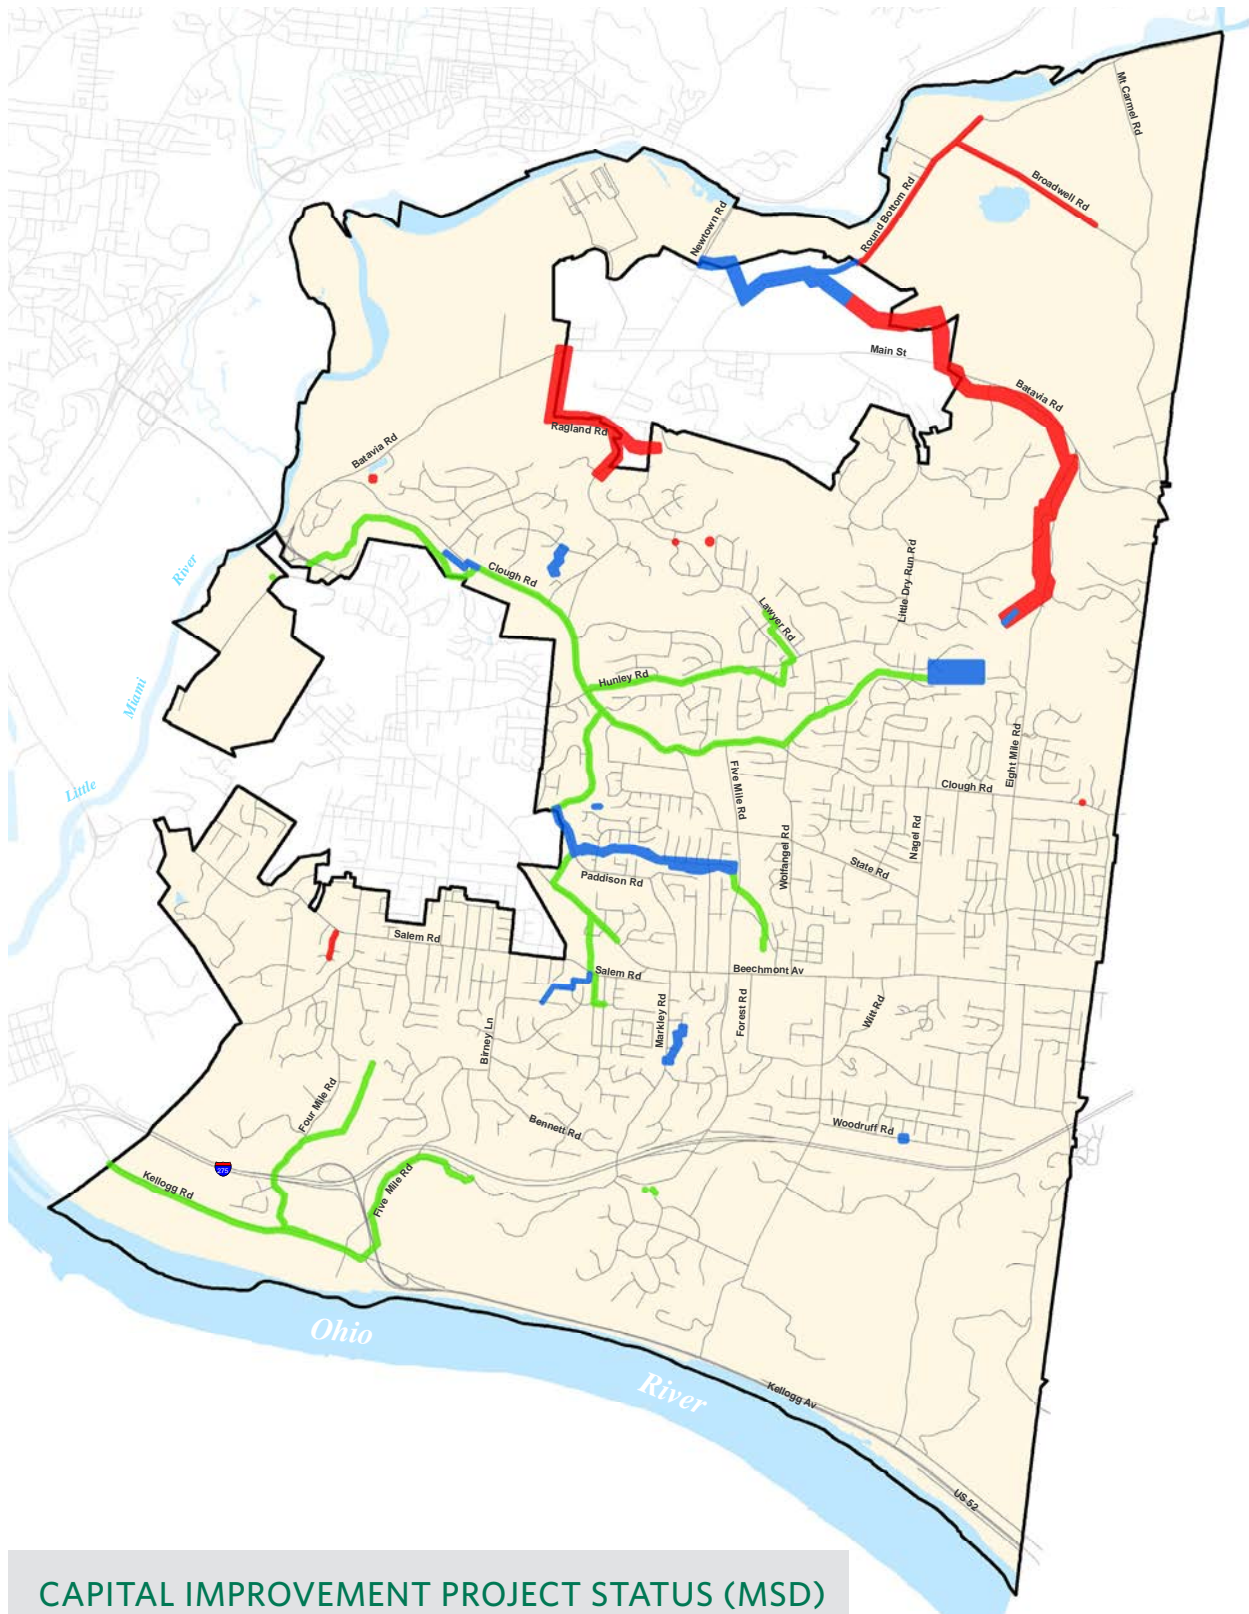 Mt Carmel Rd
Broadwell Rd
Round Bottom Rd
Newtown Rd
Main St
Batavia Rd
Ragland Rd
Batavia Rd
River
Clough Rd
Little Dry Run Rd
Lawyer Rd
Hunley Rd
Miami
Little
Eight Mile Rd
Five Mile Rd
Clough Rd
Nagel Rd
Wolfangel Rd
State Rd
Paddison Rd
Salem Rd
Salem Rd
Beechmont Av
Markley Rd
Forest Rd
Witt Rd
Birney Ln
Four Mile Rd
Bennett Rd
Woodruff Rd
275
Kellogg Rd
Five Mile Rd
Ohio
River
Kellogg Av
US 52
CAPITAL IMPROVEMENT PROJECT STATUS (MSD)